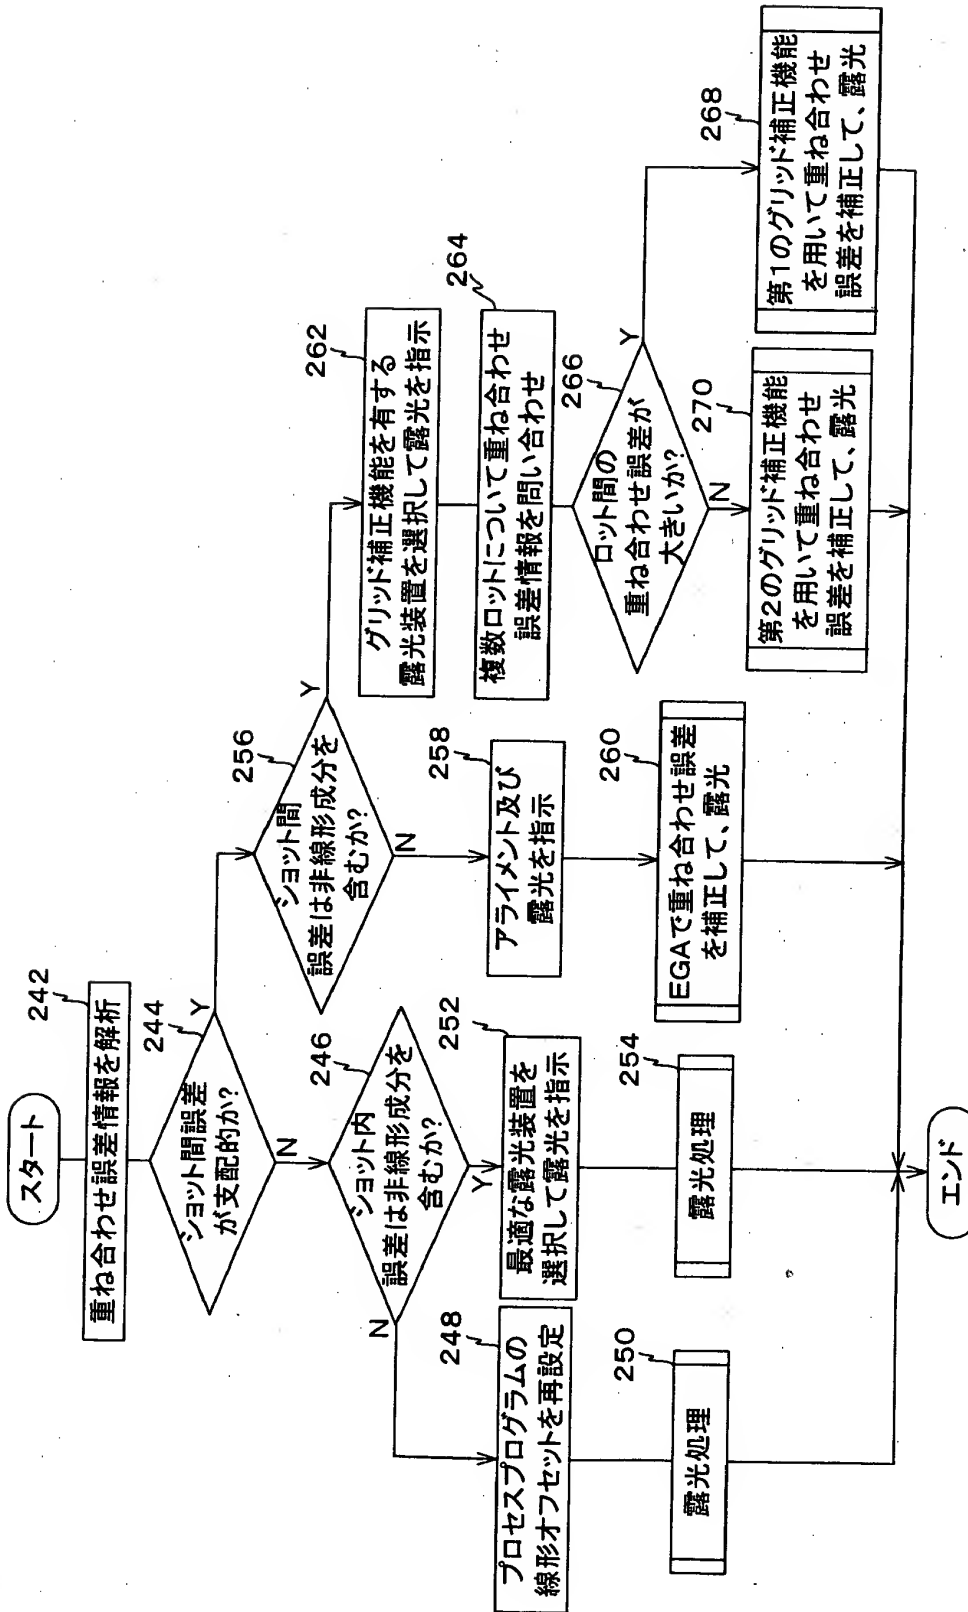 スタート
242
重ね合わせ誤差情報を解析
244
ショット間誤差
が支配的か?
Y
N
246
ショット内
誤差は非線形成分を
含むか?
N
Y
248
プロセスプログラムの
線形オフセットを再設定
250
露光処理
252
最適な露光装置を
選択して露光を指示
254
露光処理
256
ショット間
誤差は非線形成分を
含むか?
Y
N
258
アライメント及び
露光を指示
260
EGAで重ね合わせ誤差
を補正して、露光
262
グリッド補正機能を有する
露光装置を選択して露光を指示
264
複数ロットについて重ね合わせ
誤差情報を問い合わせ
266
ロット間の
重ね合わせ誤差が
大きいか?
Y
N
270
第2のグリッド補正機能
を用いて重ね合わせ
誤差を補正して、露光
268
第1のグリッド補正機能
を用いて重ね合わせ
誤差を補正して、露光
エンド